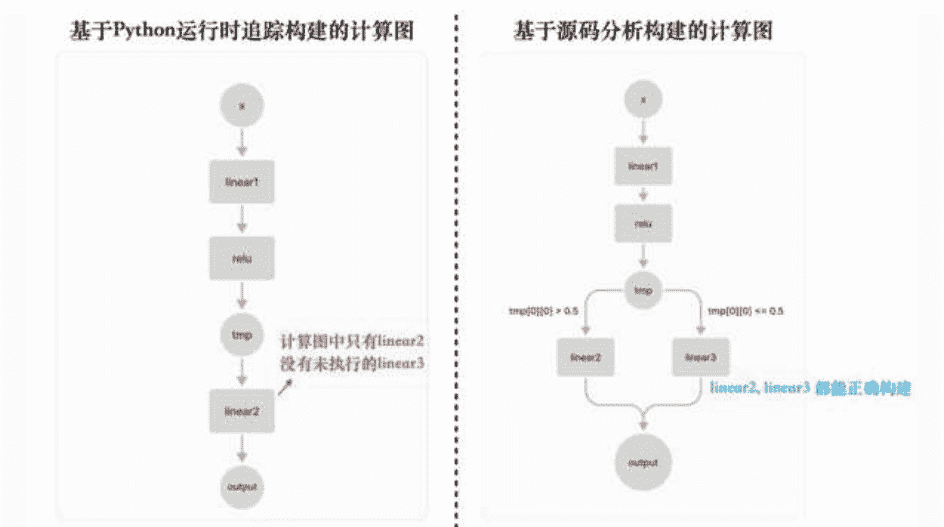 基于Python运行时追踪构建的计算图
x
linear1
relu
tmp
计算图中只有linear2
没有未执行的linear3
linear2
output
基于源码分析构建的计算图
x
linear1
relu
tmp
tmp[0][0] > 0.5
tmp[0][0] <= 0.5
linear2
linear3
linear2, linear3 都能正确构建
output